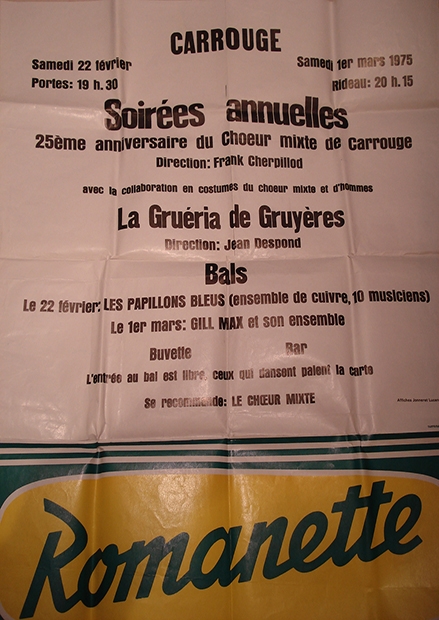 CARROUGE
Samedi 22 février
Samedi 1er mars 1975
Portes: 19 h. 30
Rideau: 20 h. 15
Soirées annuelles
25ème anniversaire du Choeur mixte de Carrouge
Direction: Frank Cherpillod
avec la collaboration en costumes du choeur mixte et d'hommes
La Gruéria de Gruyères
Direction: Jean Despond
Bals
Le 22 février: LES PAPILLONS BLEUS (ensemble de cuivre, 10 musiciens)
Le 1er mars: GILL MAX et son ensemble
Buvette
Bar
L'entrée au bal est libre, ceux qui dansent paient la carte
Se recommande: LE CHŒUR MIXTE
Romanette